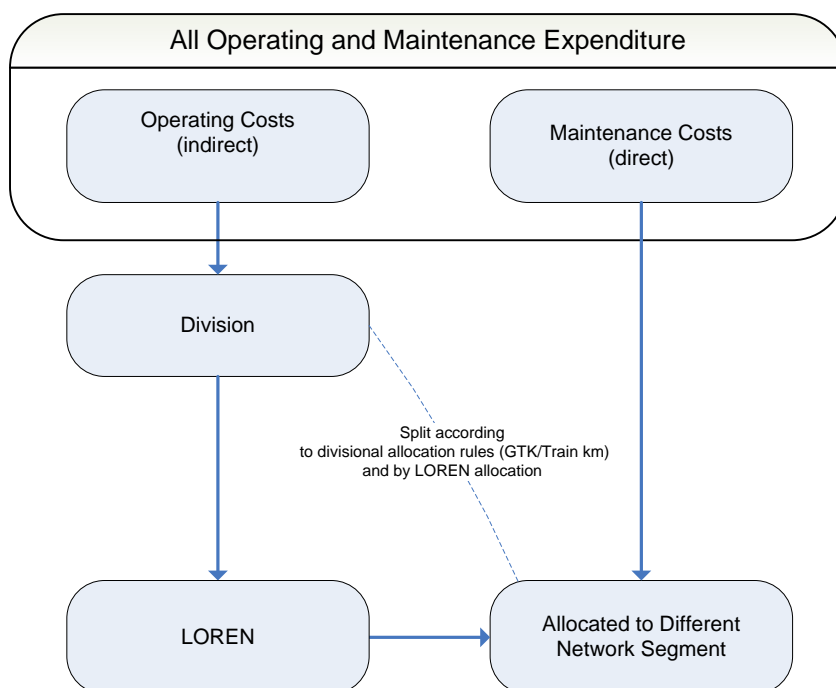 All Operating and Maintenance Expenditure
Operating Costs
(indirect)
Maintenance Costs
(direct)
Division
Split according
to divisional allocation rules (GTK/Train km)
and by LOREN allocation
LOREN
Allocated to Different
Network Segment